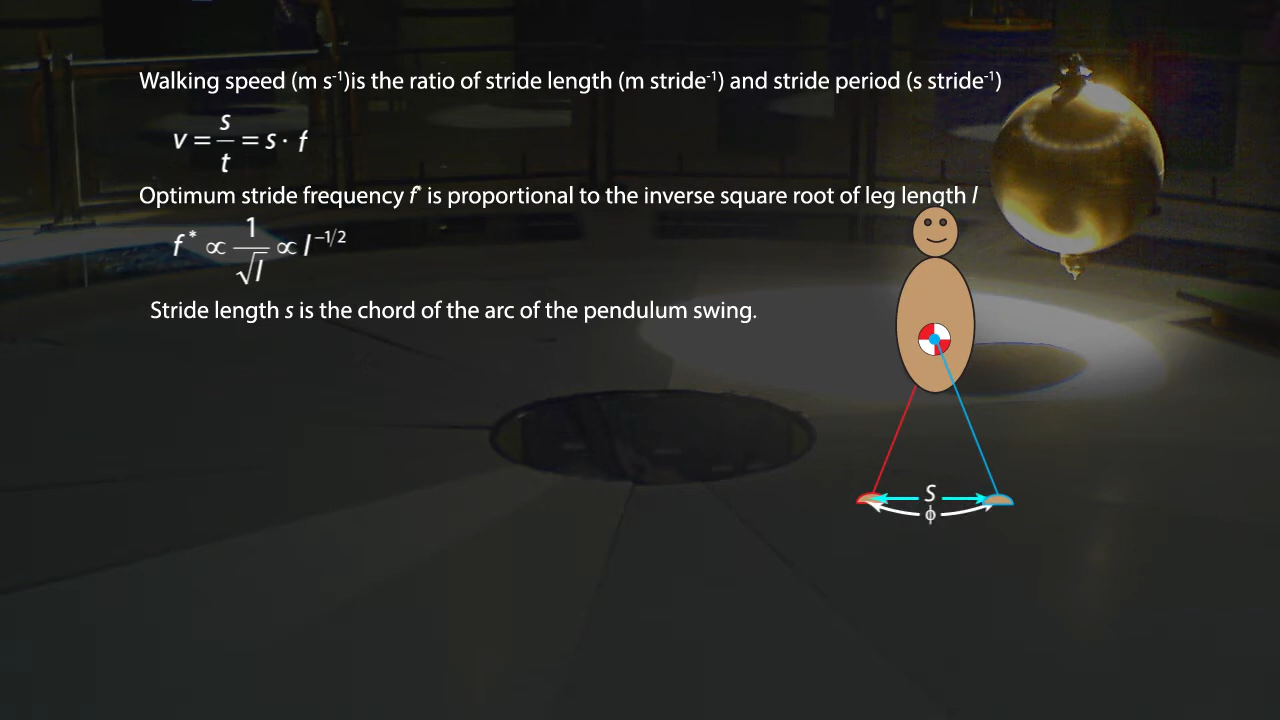 Walking speed (m s⁻¹)is the ratio of stride length (m stride⁻¹) and stride period (s stride⁻¹)
v = s/t = s · f
Optimum stride frequency f* is proportional to the inverse square root of leg length l
f* ∝ 1/√l ∝ l^−1/2
Stride length s is the chord of the arc of the pendulum swing.
S
ϕ